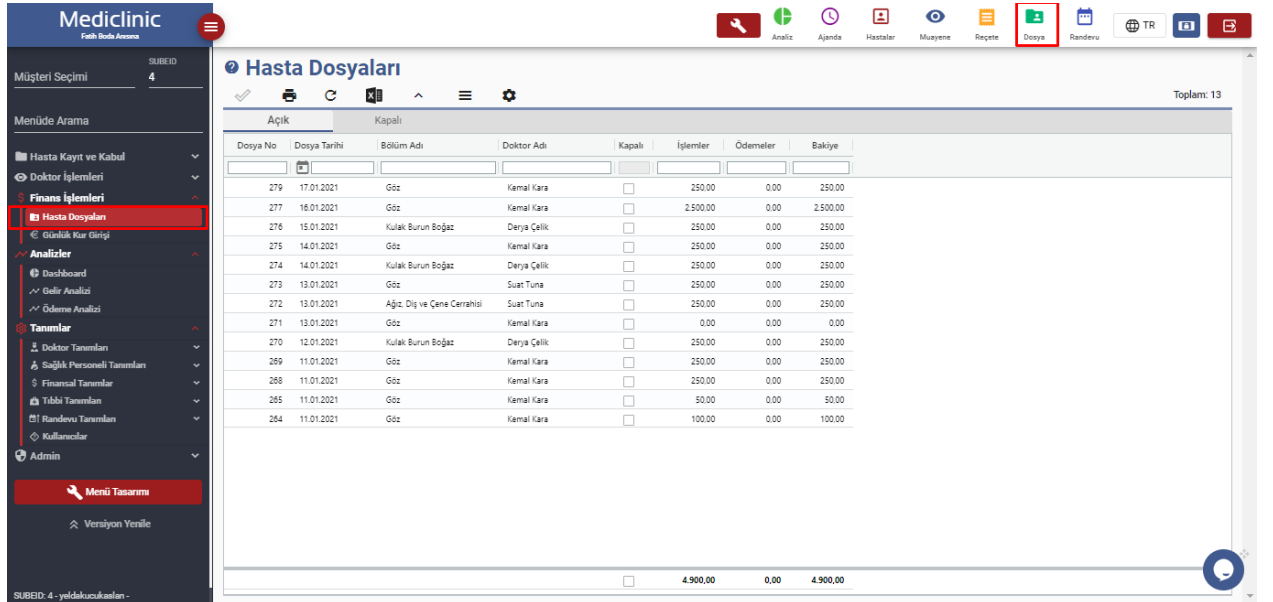 Mediclinic
Fatih Boda Aresna
Analiz
Ajanda
Hastalar
Muayene
Reçete
Dosya
Randevu
TR
Müşteri Seçimi
SUBEID
4
Menüde Arama
Hasta Kayıt ve Kabul
Doktor İşlemleri
Finans İşlemleri
Hasta Dosyaları
Günlük Kur Girişi
Analizler
Dashboard
Gelir Analizi
Ödeme Analizi
Tanımlar
Doktor Tanımları
Sağlık Personeli Tanımları
Finansal Tanımlar
Tıbbi Tanımları
Randevu Tanımları
Kullanıcılar
Admin
Menü Tasarımı
Versiyon Yenile
SUBEID: 4 - yeldakucukaslan -
Hasta Dosyaları
Toplam: 13
Açık Kapalı
Dosya No Dosya Tarihi Bölüm Adı Doktor Adı Kapalı İşlemler Ödemeler Bakiye
279 17.01.2021 Göz Kemal Kara 250,00 0,00 250,00
277 16.01.2021 Göz Kemal Kara 2.500,00 0,00 2.500,00
276 15.01.2021 Kulak Burun Boğaz Derya Çelik 250,00 0,00 250,00
275 14.01.2021 Göz Kemal Kara 250,00 0,00 250,00
274 14.01.2021 Kulak Burun Boğaz Derya Çelik 250,00 0,00 250,00
273 13.01.2021 Göz Suat Tuna 250,00 0,00 250,00
272 13.01.2021 Ağız, Diş ve Çene Cerrahisi Suat Tuna 250,00 0,00 250,00
271 13.01.2021 Göz Kemal Kara 0,00 0,00 0,00
270 12.01.2021 Kulak Burun Boğaz Derya Çelik 250,00 0,00 250,00
269 11.01.2021 Göz Kemal Kara 250,00 0,00 250,00
268 11.01.2021 Göz Kemal Kara 250,00 0,00 250,00
265 11.01.2021 Göz Kemal Kara 50,00 0,00 50,00
264 11.01.2021 Göz Kemal Kara 100,00 0,00 100,00
4.900,00 0,00 4.900,00